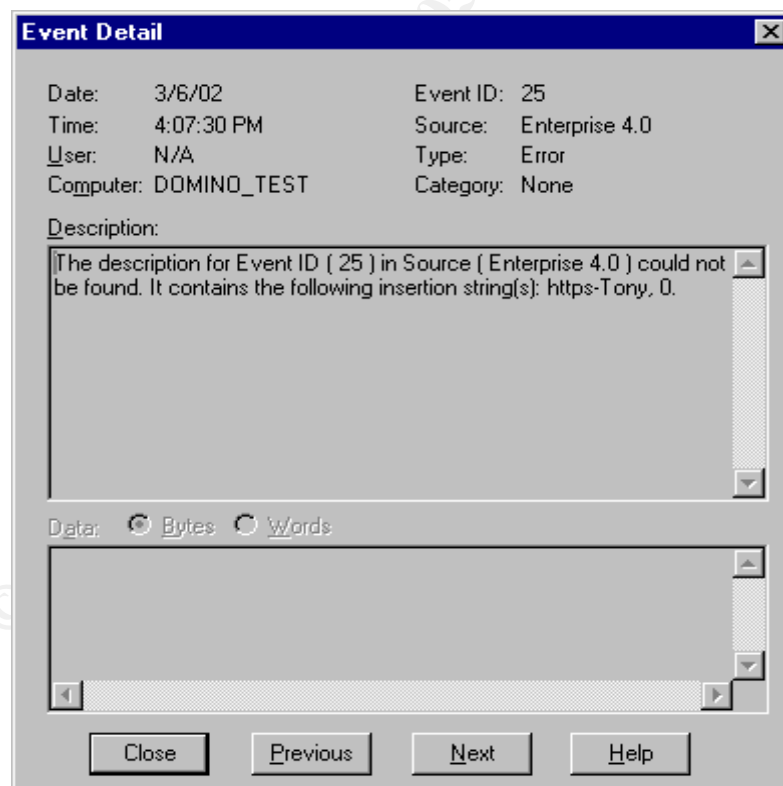 Event Detail
Date: 3/6/02 Event ID: 25
Time: 4:07:30 PM Source: Enterprise 4.0
User: N/A Type: Error
Computer: DOMINO_TEST Category: None
Description:
The description for Event ID ( 25 ) in Source ( Enterprise 4.0 ) could not
be found. It contains the following insertion string(s): https-Tony, 0.
Data: Bytes Words
Close Previous Next Help